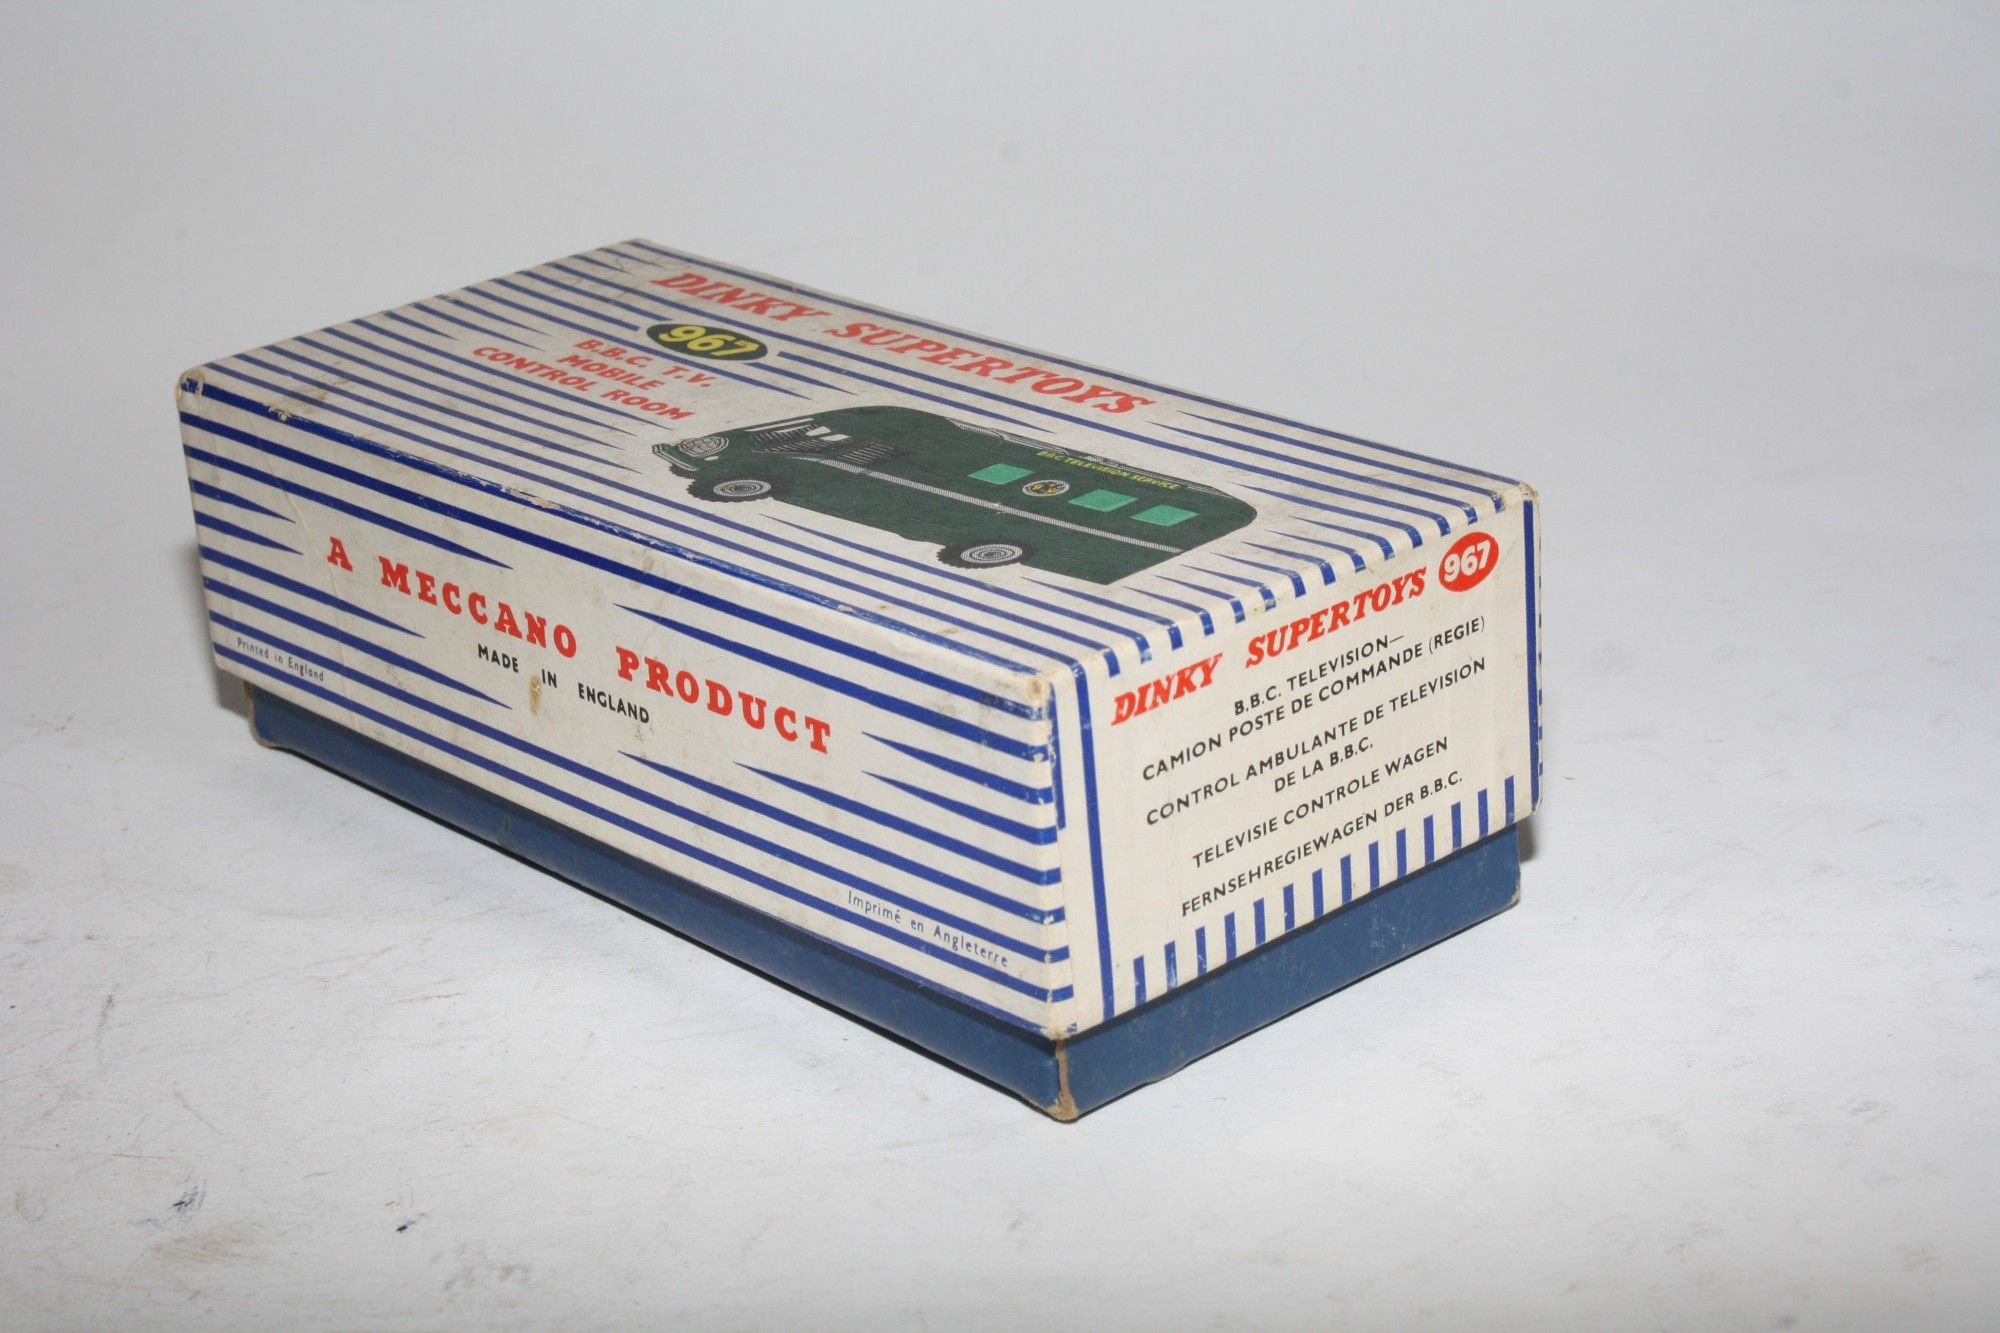 DINKY SUPERTOYS
967
B.B.C. T.V.
MOBILE
CONTROL ROOM
B.B.C. TELEVISION SERVICE
A MECCANO PRODUCT
MADE IN ENGLAND
Printed in England
Imprimé en Angleterre
DINKY SUPERTOYS 967
B.B.C. TELEVISION—
CAMION POSTE DE COMMANDE (REGIE)
CONTROL AMBULANTE DE TELEVISION
DE LA B.B.C.
TELEVISIE CONTROLE WAGEN
FERNSEHREGIEWAGEN DER B.B.C.